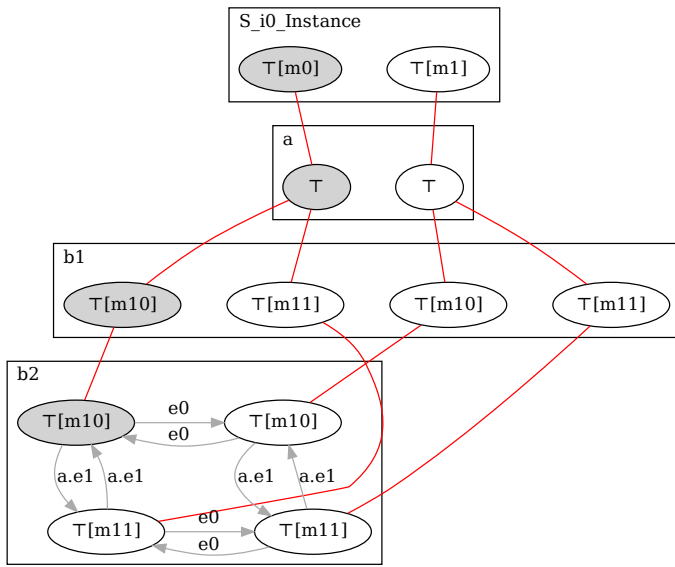 S_i0_Instance
⊤[m0] ⊤[m1]
a
⊤ ⊤
b1
⊤[m10] ⊤[m11] ⊤[m10] ⊤[m11]
b2
⊤[m10] e0 ⊤[m10]
e0
a.e1 a.e1 a.e1 a.e1
⊤[m11] e0 ⊤[m11]
e0